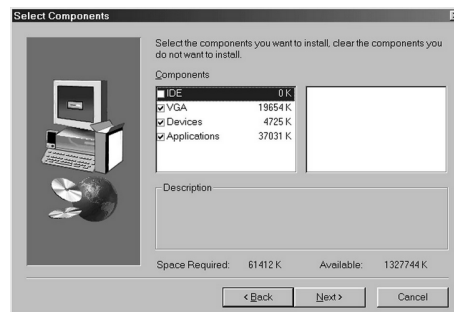 Select Components
Select the components you want to install, clear the components you
do not want to install.
Components
IDE 0 K
VGA 19654 K
Devices 4725 K
Applications 37031 K
Description
Space Required: 61412 K Available: 1327744 K
< Back Next > Cancel